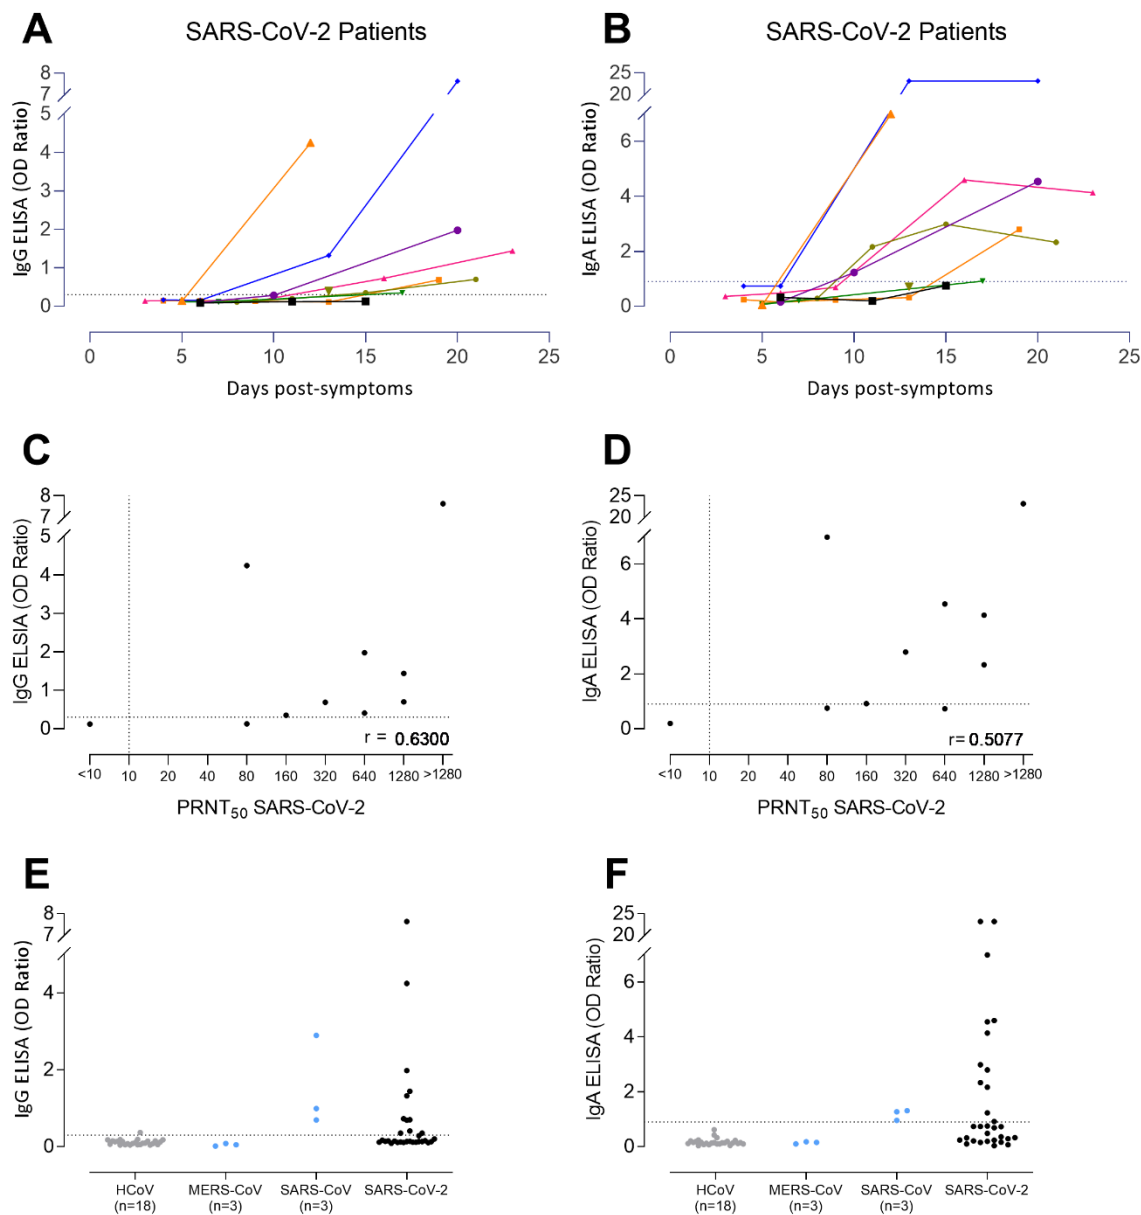 A
SARS-CoV-2 Patients
IgG ELISA (OD Ratio)
8
7
5
4
3
2
1
0
0 5 10 15 20 25
Days post-symptoms
B
SARS-CoV-2 Patients
IgA ELISA (OD Ratio)
25
20
6
4
2
0
0 5 10 15 20 25
Days post-symptoms
C
IgG ELSIA (OD Ratio)
8
7
5
4
3
2
1
0
r = 0.6300
<10 10 20 40 80 160 320 640 1280 >1280
PRNT50 SARS-CoV-2
D
IgA ELISA (OD Ratio)
25
20
6
4
2
0
r= 0.5077
<10 10 20 40 80 160 320 640 1280 >1280
PRNT50 SARS-CoV-2
E
IgG ELISA (OD Ratio)
8
7
4
2
0
HCoV MERS-CoV SARS-CoV SARS-CoV-2
(n=18) (n=3) (n=3)
F
IgA ELISA (OD Ratio)
25
20
6
4
2
0
HCoV MERS-CoV SARS-CoV SARS-CoV-2
(n=18) (n=3) (n=3)